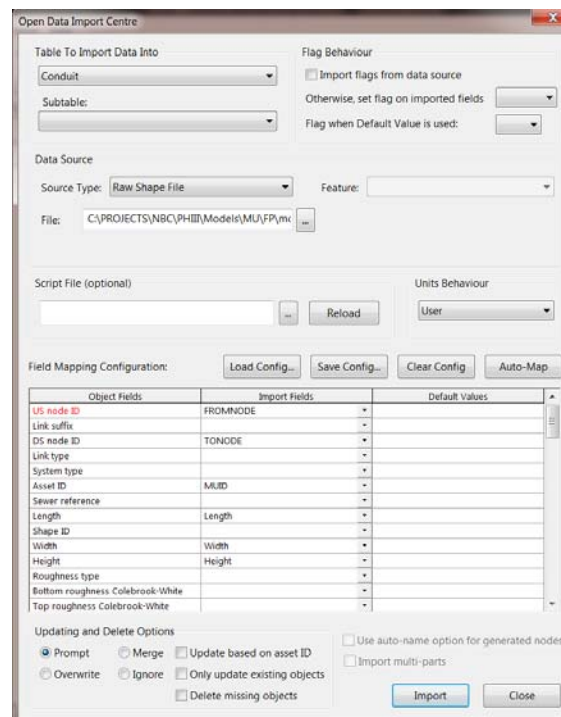 Open Data Import Centre
Table To Import Data Into
Conduit
Subtable:
Flag Behaviour
Import flags from data source
Otherwise, set flag on imported fields
Flag when Default Value is used:
Data Source
Source Type: Raw Shape File
Feature:
File: C:\PROJECTS\NBC\PHIII\Models\MU\FP\mc
...
Script File (optional)
...
Reload
Units Behaviour
User
Field Mapping Configuration:
Load Config...
Save Config...
Clear Config
Auto-Map
Object Fields Import Fields Default Values
US node ID FROMNODE
Link suffix
DS node ID TONODE
Link type
System type
Asset ID MUID
Sewer reference
Length Length
Shape ID
Width Width
Height Height
Roughness type
Bottom roughness Colebrook-White
Top roughness Colebrook-White
Updating and Delete Options
Prompt Merge Update based on asset ID
Overwrite Ignore Only update existing objects
Delete missing objects
Use auto-name option for generated nodes
Import multi-parts
Import
Close